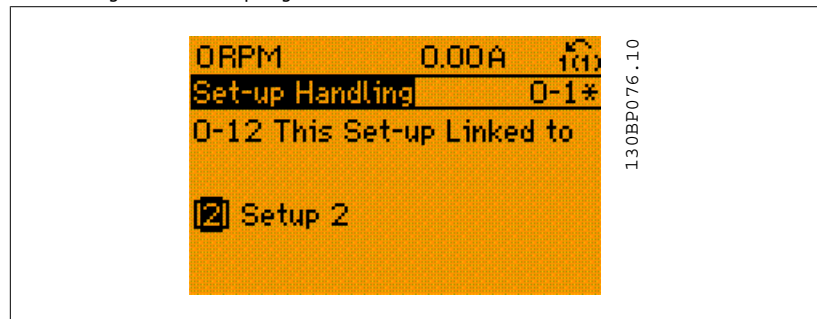 0RPM 0.00A 1(1)
Set-up Handling 0-1*
0-12 This Set-up Linked to
[2] Setup 2
130BP076.10